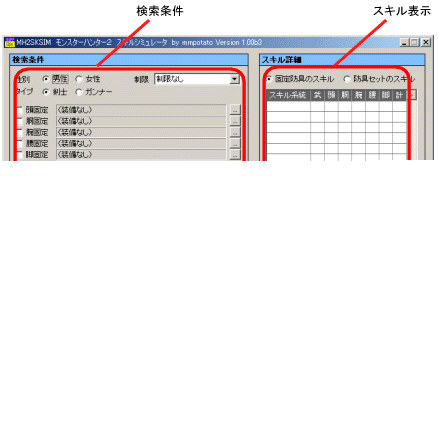 検索条件 スキル表示
MH2SKSIM モンスターハンター2 スキルシミュレータ by mmpotato Version 1.00b3
検索条件 スキル詳細
性別 男性 女性 制限 制限なし 固定防具のスキル 防具セットのスキル
タイプ 剣士 ガンナー スキル系統 武 頭 胴 腕 腰 脚 計
頭固定 <装備なし> ...
胴固定 <装備なし> ...
腕固定 <装備なし> ...
腰固定 <装備なし> ...
脚固定 <装備なし> ...